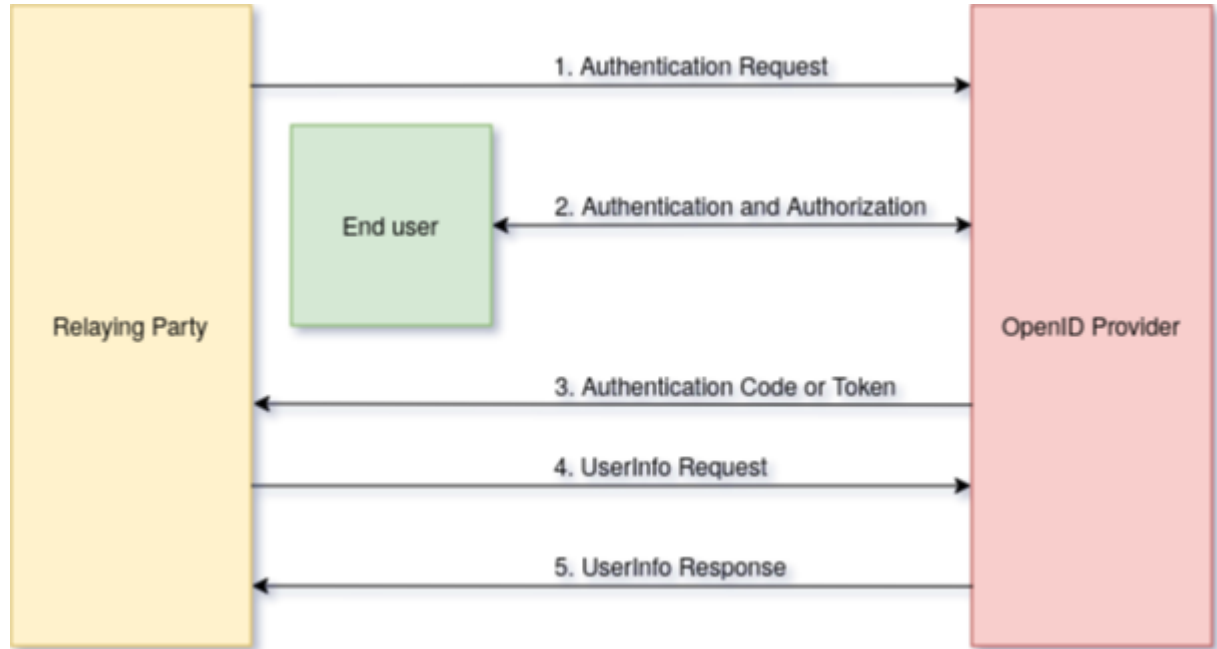 1. Authentication Request
2. Authentication and Authorization
End user
Relaying Party
OpenID Provider
3. Authentication Code or Token
4. UserInfo Request
5. UserInfo Response